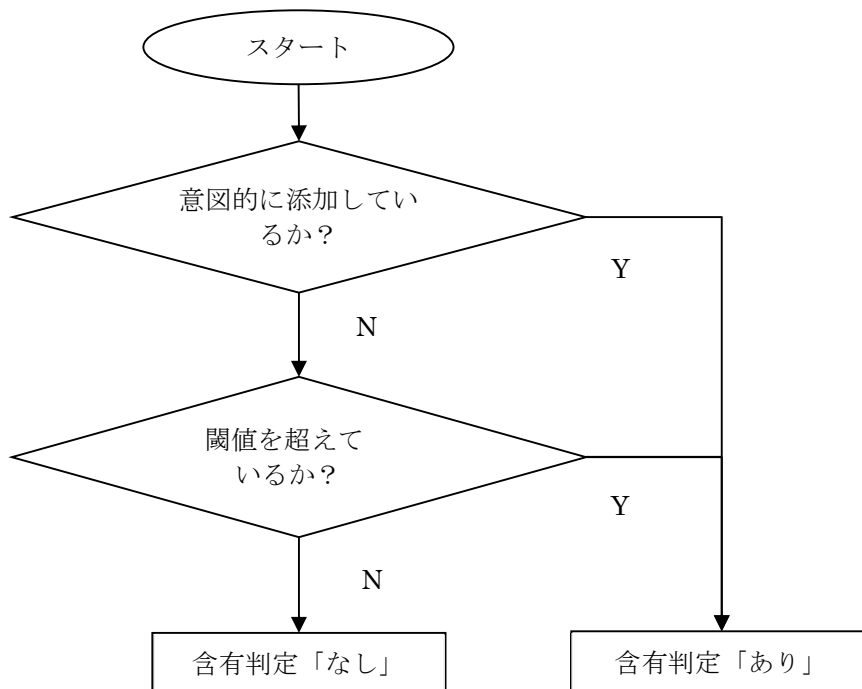 スタート
意図的に添加してい
るか？
Y
N
閾値を超えて
いるか？
Y
N
含有判定「なし」
含有判定「あり」